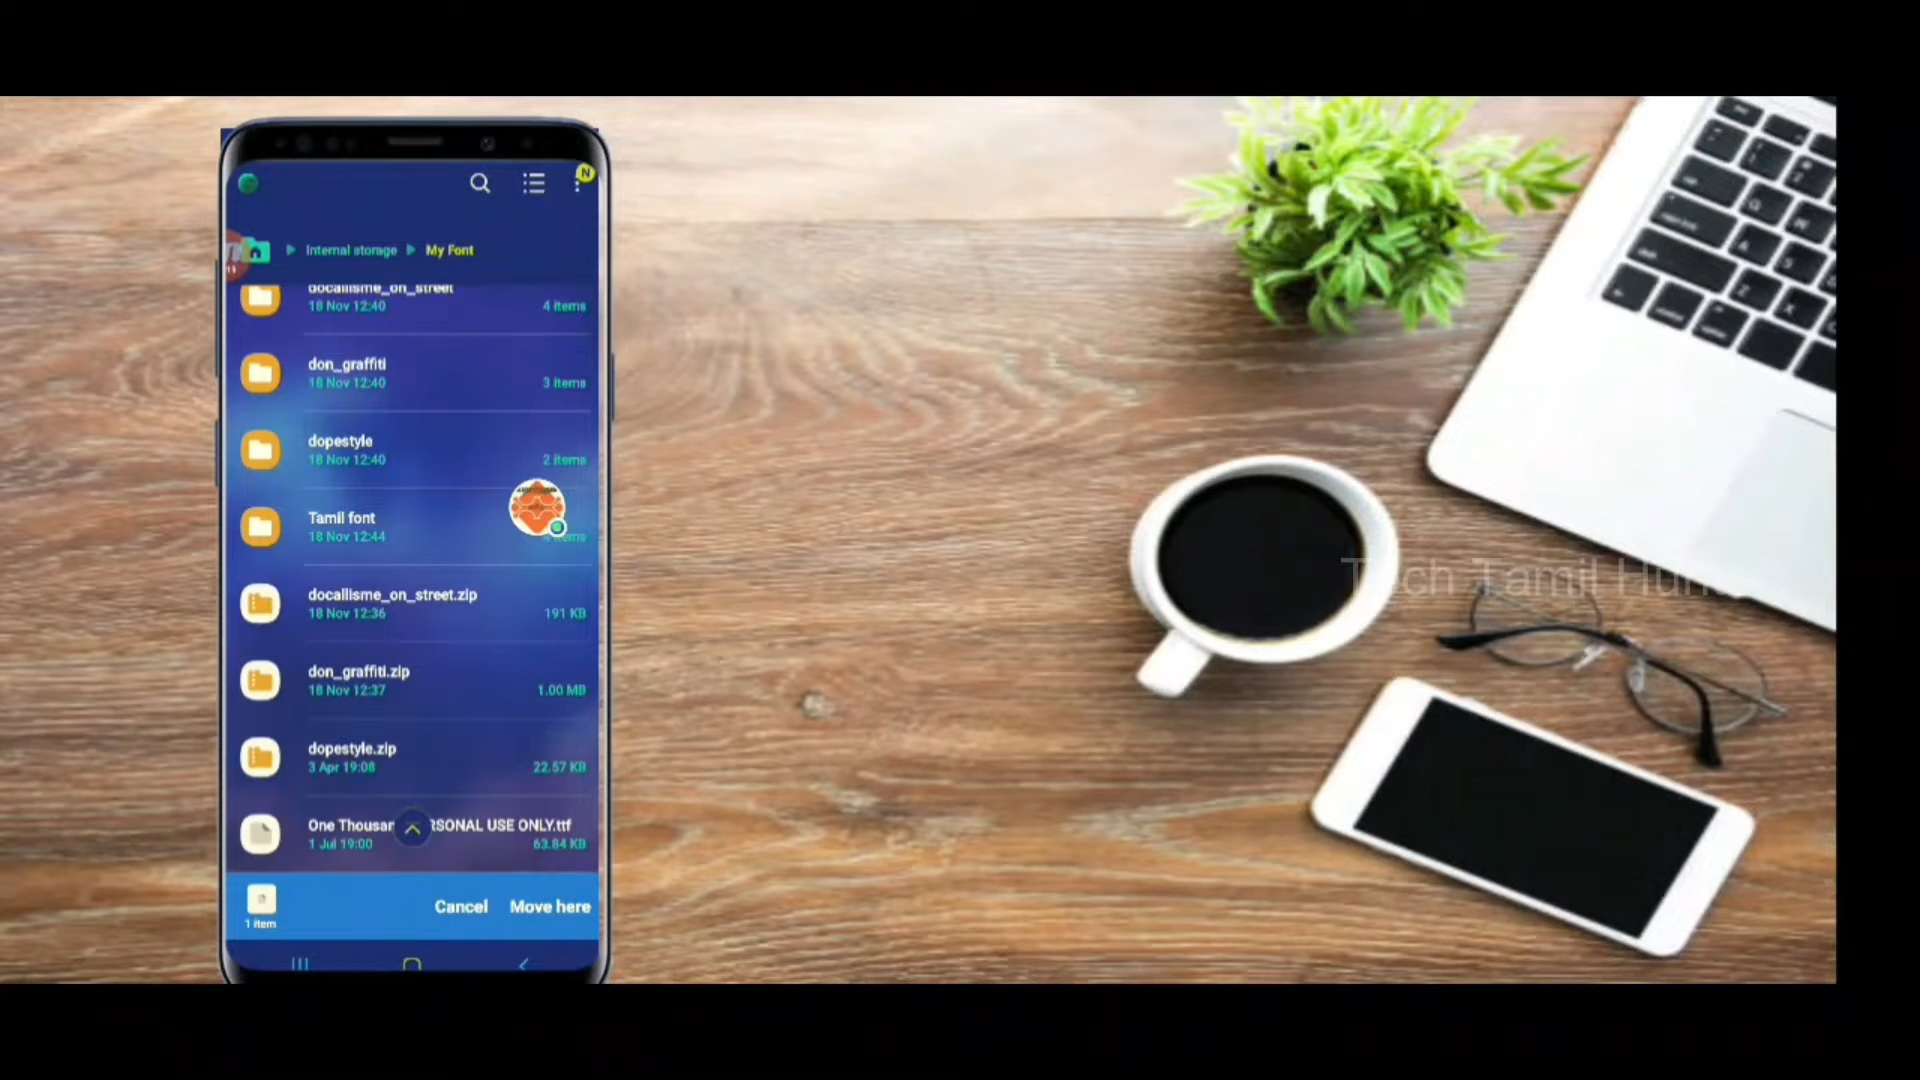 N
Internal storage
My Font
docallisme_on_street
18 Nov 12:40
4 items
don_graffiti
18 Nov 12:40
3 items
dopestyle
18 Nov 12:40
2 items
Tamil font
18 Nov 12:44
items
docallisme_on_street.zip
18 Nov 12:36
191 KB
don_graffiti.zip
18 Nov 12:37
1.00 MB
dopestyle.zip
3 Apr 19:08
22.57 KB
One Thousan RSONAL USE ONLY.ttf
1 Jul 19:00
63.84 KB
1 item
Cancel
Move here
Tech Tamil